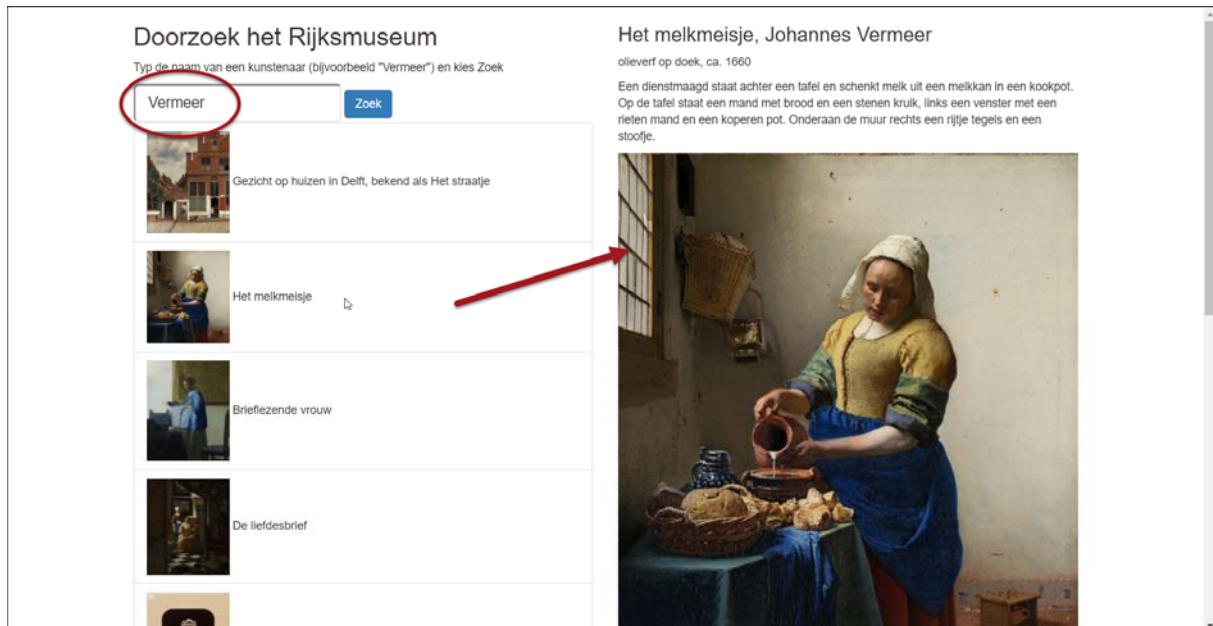 Doorzoek het Rijksmuseum
Typ de naam van een kunstenaar (bijvoorbeeld "Vermeer") en kies Zoek
Vermeer
Zoek
Gezicht op huizen in Delft, bekend als Het straatje
Het melkmeisje
Brieflezende vrouw
De liefdesbrief
Het melkmeisje, Johannes Vermeer
olieverf op doek, ca. 1660
Een dienstmaagd staat achter een tafel en schenkt melk uit een melkkan in een kookpot.
Op de tafel staat een mand met brood en een stenen kruik, links een venster met een
rieten mand en een koperen pot. Onderaan de muur rechts een rijtje tegels en een
stoofje.